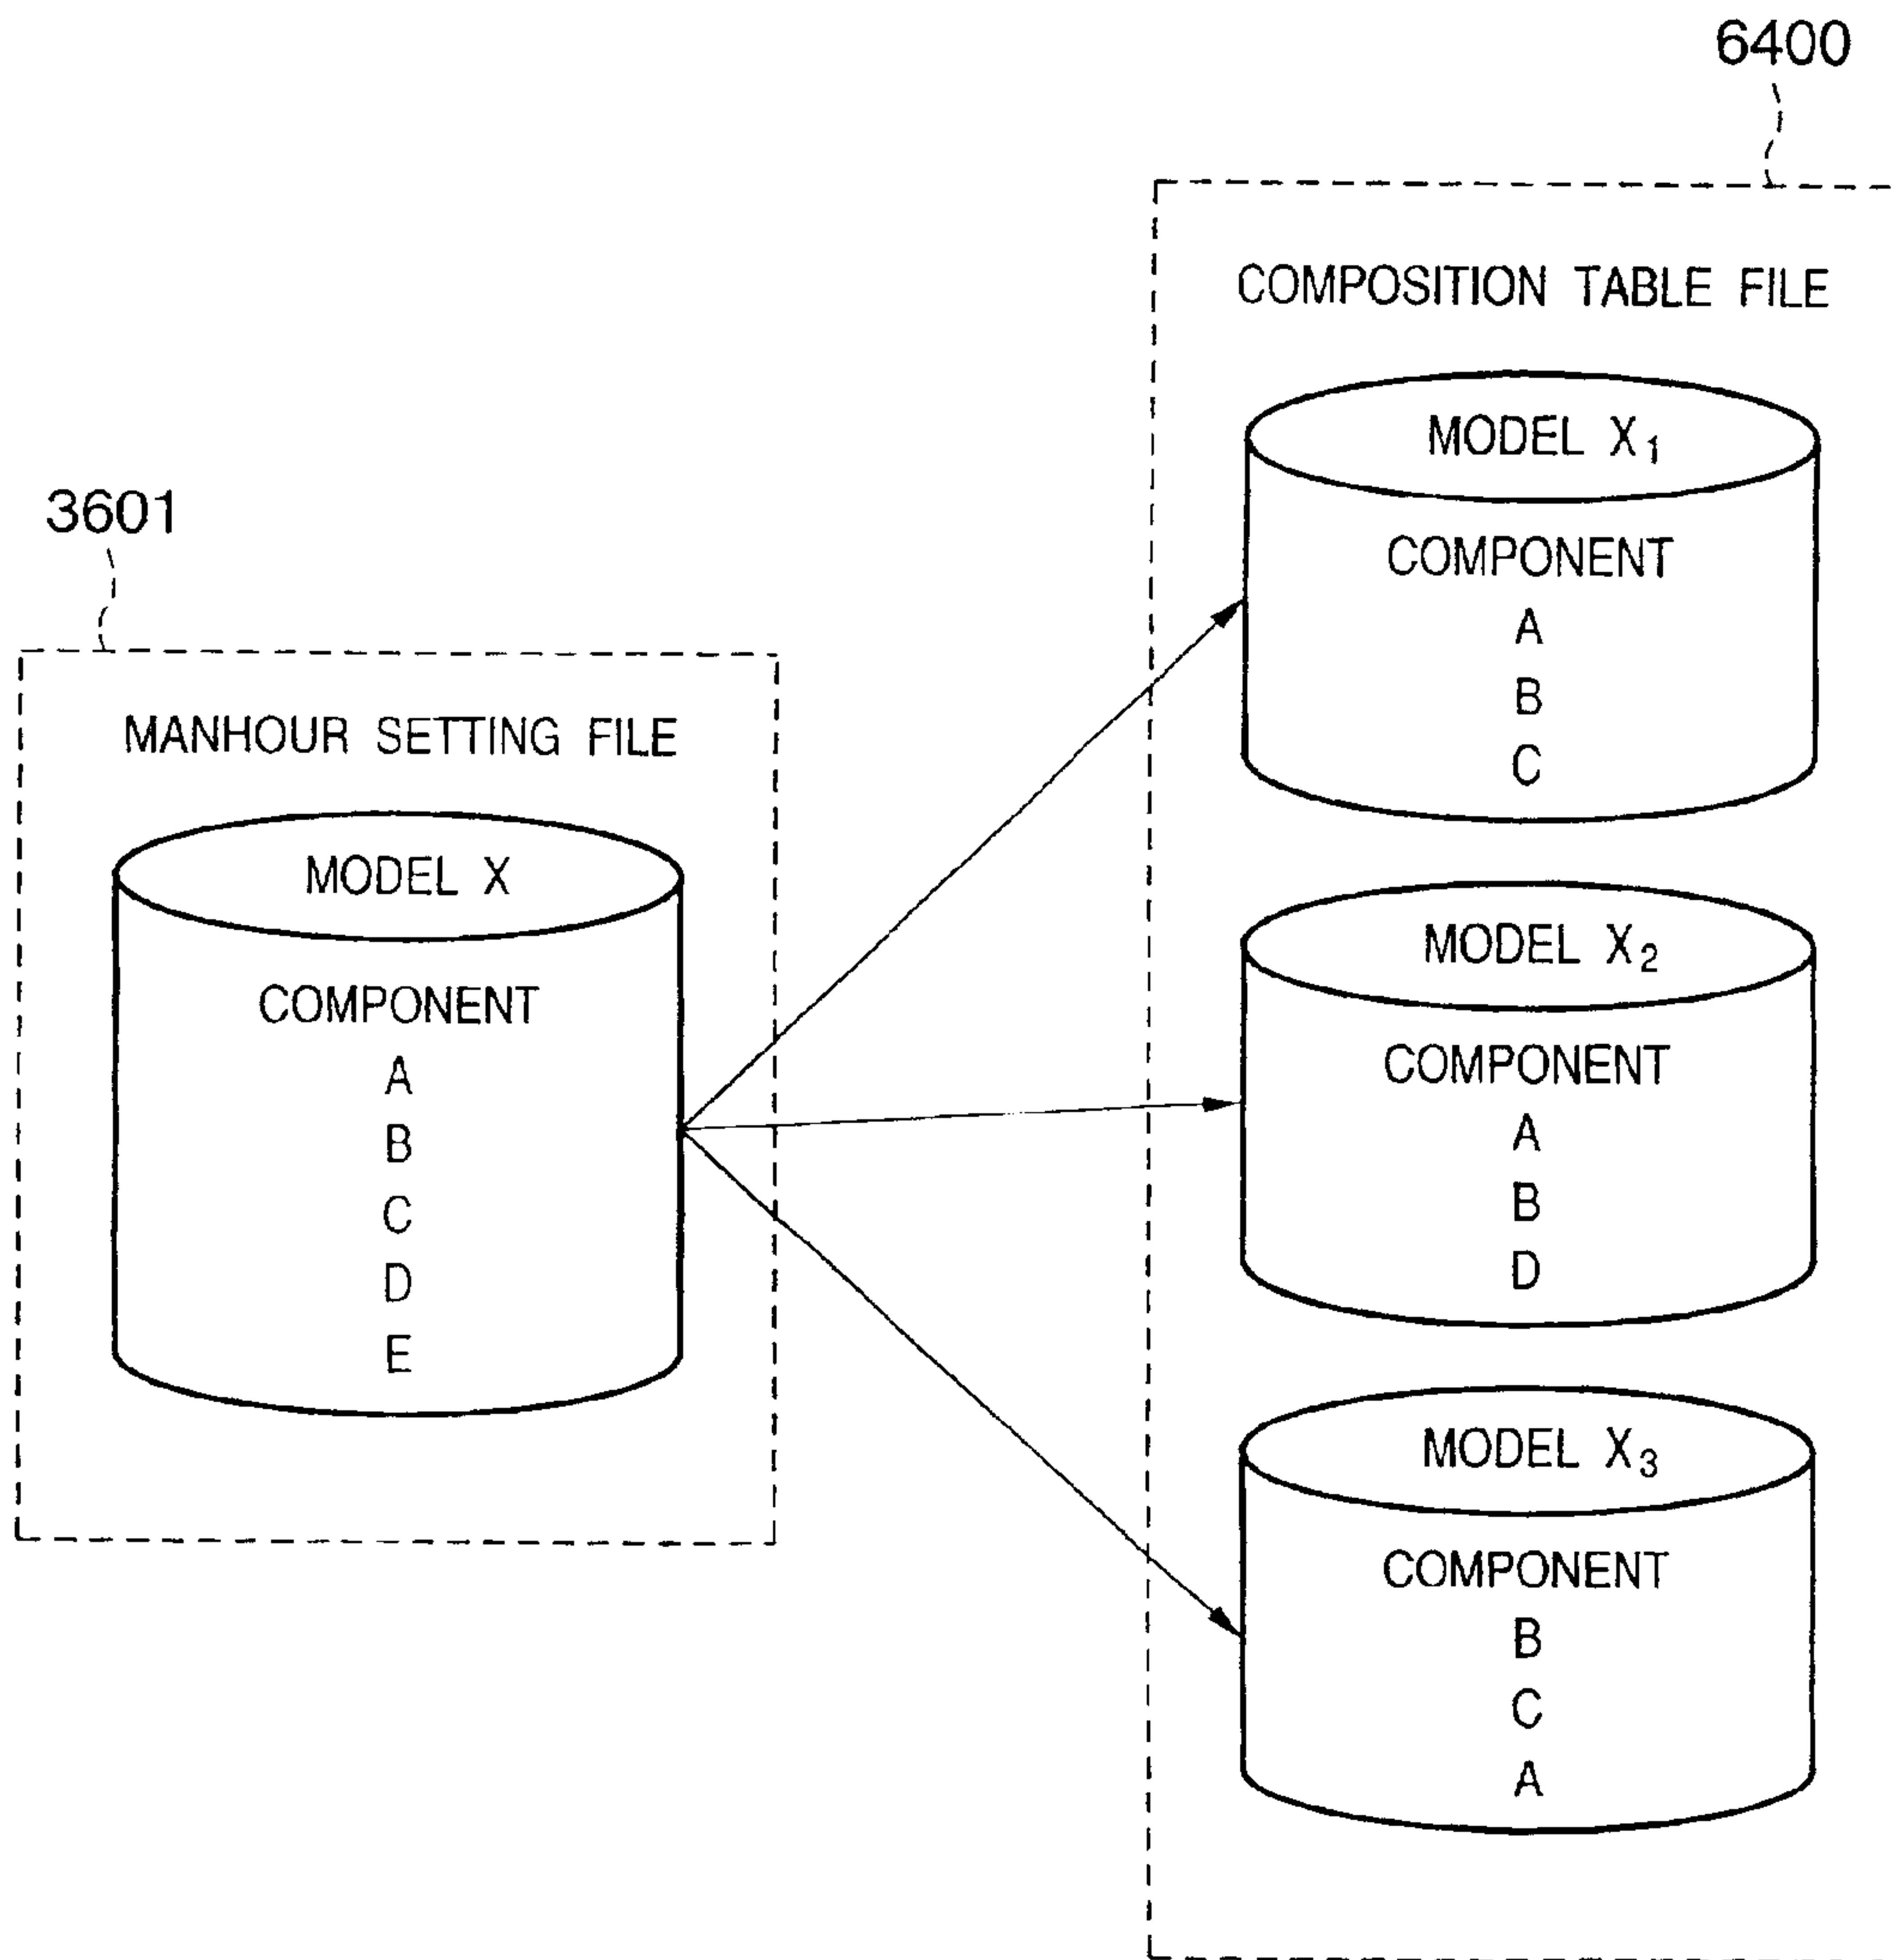 6400
COMPOSITION TABLE FILE
MODEL X₁
COMPONENT
A
B
C
MODEL X₂
COMPONENT
A
B
D
MODEL X₃
COMPONENT
B
C
A
3601
MANHOUR SETTING FILE
MODEL X
COMPONENT
A
B
C
D
E